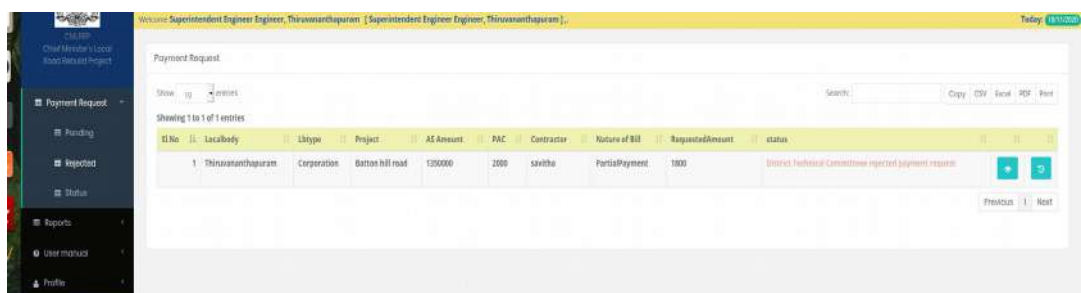 Welcome Superintendent Engineer Engineer, Thiruvananthapuram [ Superintendent Engineer Engineer, Thiruvananthapuram ],.
Today: 18/11/2020
CMLRRP
Chief Minister's Local
Road Rebuild Project
Payment Request
Pending
Rejected
Status
Reports
User manual
Profile
Payment Request
Show 10 entries
Search:
Copy CSV Excel PDF Print
Showing 1 to 1 of 1 entries
Sl.No Localbody Lbtype Project AS Amount PAC Contractor Nature of Bill RequestedAmount status
1 Thiruvananthapuram Corporation Batton hill road 1350000 2000 savitha PartialPayment 1800 District Technical Committee rejected payment request
Previous 1 Next